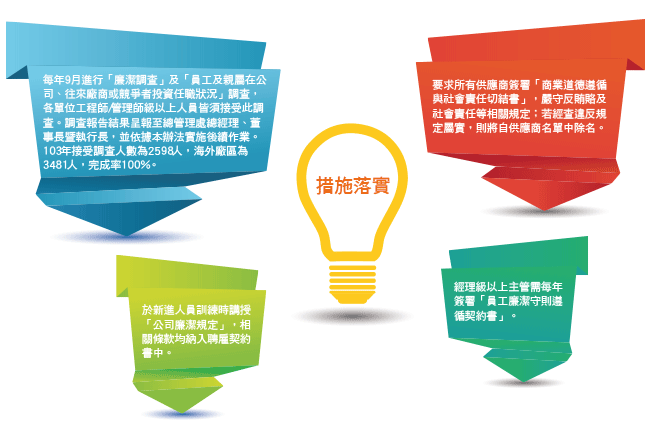 每年9月進行「廉潔調查」及「員工及親屬在公
司、往來廠商或競爭者投資任職狀況」調查，
各單位工程師/管理師級以上人員皆須接受此調
查。調查報告結果呈報至總管理處總經理、董
事長暨執行長，並依據本辦法實施後續作業。
103年接受調查人數為2598人，海外廠區為
3481人，完成率100%。
要求所有供應商簽署「商業道德遵循
與社會責任切結書」，嚴守反賄賂及
社會責任等相關規定；若經查違反規
定屬實，則將自供應商名單中除名。
措施落實
於新進人員訓練時講授
「公司廉潔規定」，相
關條款均納入聘雇契約
書中。
經理級以上主管需每年
簽署「員工廉潔守則遵
循契約書」。